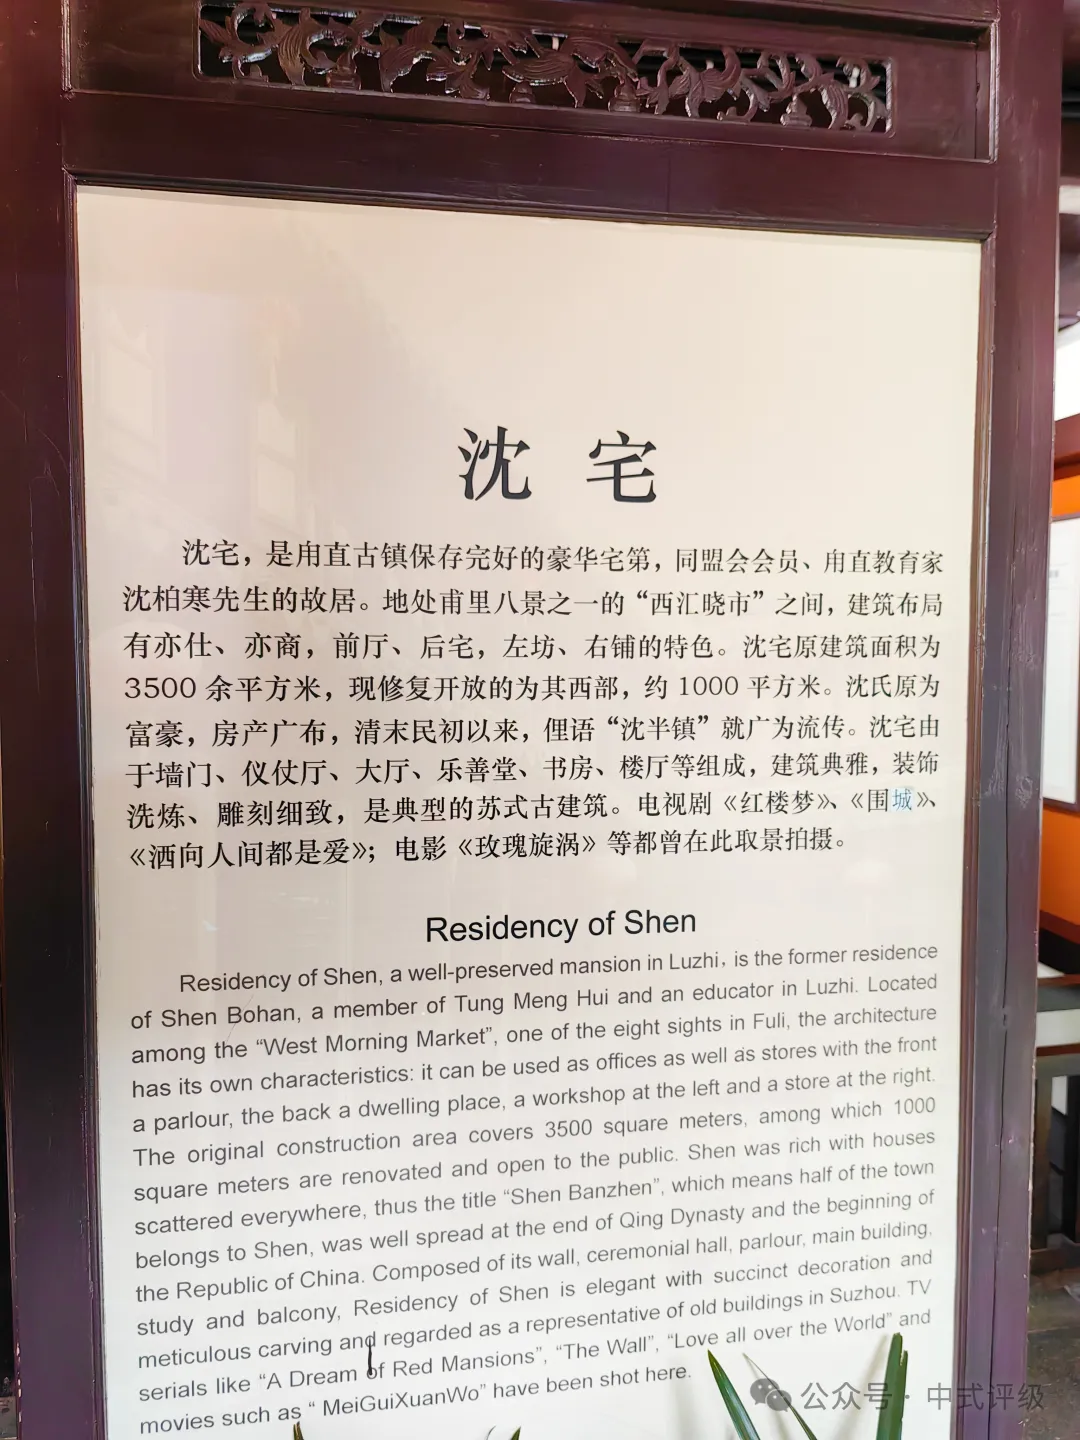 沈宅
沈宅，是甪直古镇保存完好的豪华宅第，同盟会会员、甪直教育家
沈柏寒先生的故居。地处甫里八景之一的“西汇晓市”之间，建筑布局
有亦仕、亦商，前厅、后宅，左坊、右铺的特色。沈宅原建筑面积为
3500 余平方米，现修复开放的为其西部，约 1000 平方米。沈氏原为
富豪，房产广布，清末民初以来，俚语“沈半镇”就广为流传。沈宅由
于墙门、仪仗厅、大厅、乐善堂、书房、楼厅等组成，建筑典雅，装饰
洗炼、雕刻细致，是典型的苏式古建筑。电视剧《红楼梦》、《围城》、
《洒向人间都是爱》；电影《玫瑰旋涡》等都曾在此取景拍摄。
Residency of Shen
Residency of Shen, a well-preserved mansion in Luzhi, is the former residence
of Shen Bohan, a member of Tung Meng Hui and an educator in Luzhi. Located
among the “West Morning Market”, one of the eight sights in Fuli, the architecture
has its own characteristics: it can be used as offices as well as stores with the front
a parlour, the back a dwelling place, a workshop at the left and a store at the right.
The original construction area covers 3500 square meters, among which 1000
square meters are renovated and open to the public. Shen was rich with houses
scattered everywhere, thus the title “Shen Banzhen”, which means half of the town
belongs to Shen, was well spread at the end of Qing Dynasty and the beginning of
the Republic of China. Composed of its wall, ceremonial hall, parlour, main building,
study and balcony, Residency of Shen is elegant with succinct decoration and
meticulous carving and regarded as a representative of old buildings in Suzhou. TV
serials like “A Dream of Red Mansions”, “The Wall”, “Love all over the World” and
movies such as “ MeiGuiXuanWo” have been shot here.
公众号 · 中式评级